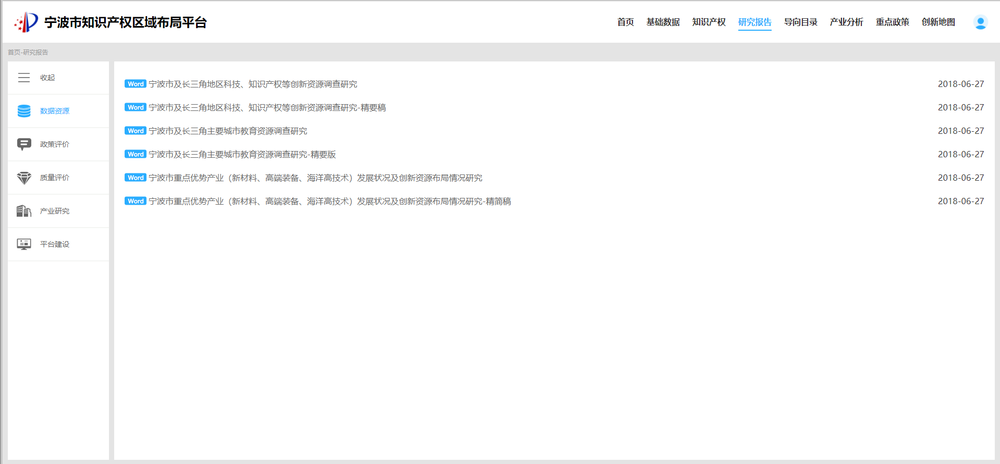 宁波市知识产权区域布局平台
首页 基础数据 知识产权 研究报告 导向目录 产业分析 重点政策 创新地图
首页-研究报告
收起
数据资源
政策评价
质量评价
产业研究
平台建设
Word 宁波市及长三角地区科技、知识产权等创新资源调查研究 2018-06-27
Word 宁波市及长三角地区科技、知识产权等创新资源调查研究-精要稿 2018-06-27
Word 宁波市及长三角主要城市教育资源调查研究 2018-06-27
Word 宁波市及长三角主要城市教育资源调查研究-精要版 2018-06-27
Word 宁波市重点优势产业（新材料、高端装备、海洋高技术）发展状况及创新资源布局情况研究 2018-06-27
Word 宁波市重点优势产业（新材料、高端装备、海洋高技术）发展状况及创新资源布局情况研究-精简稿 2018-06-27